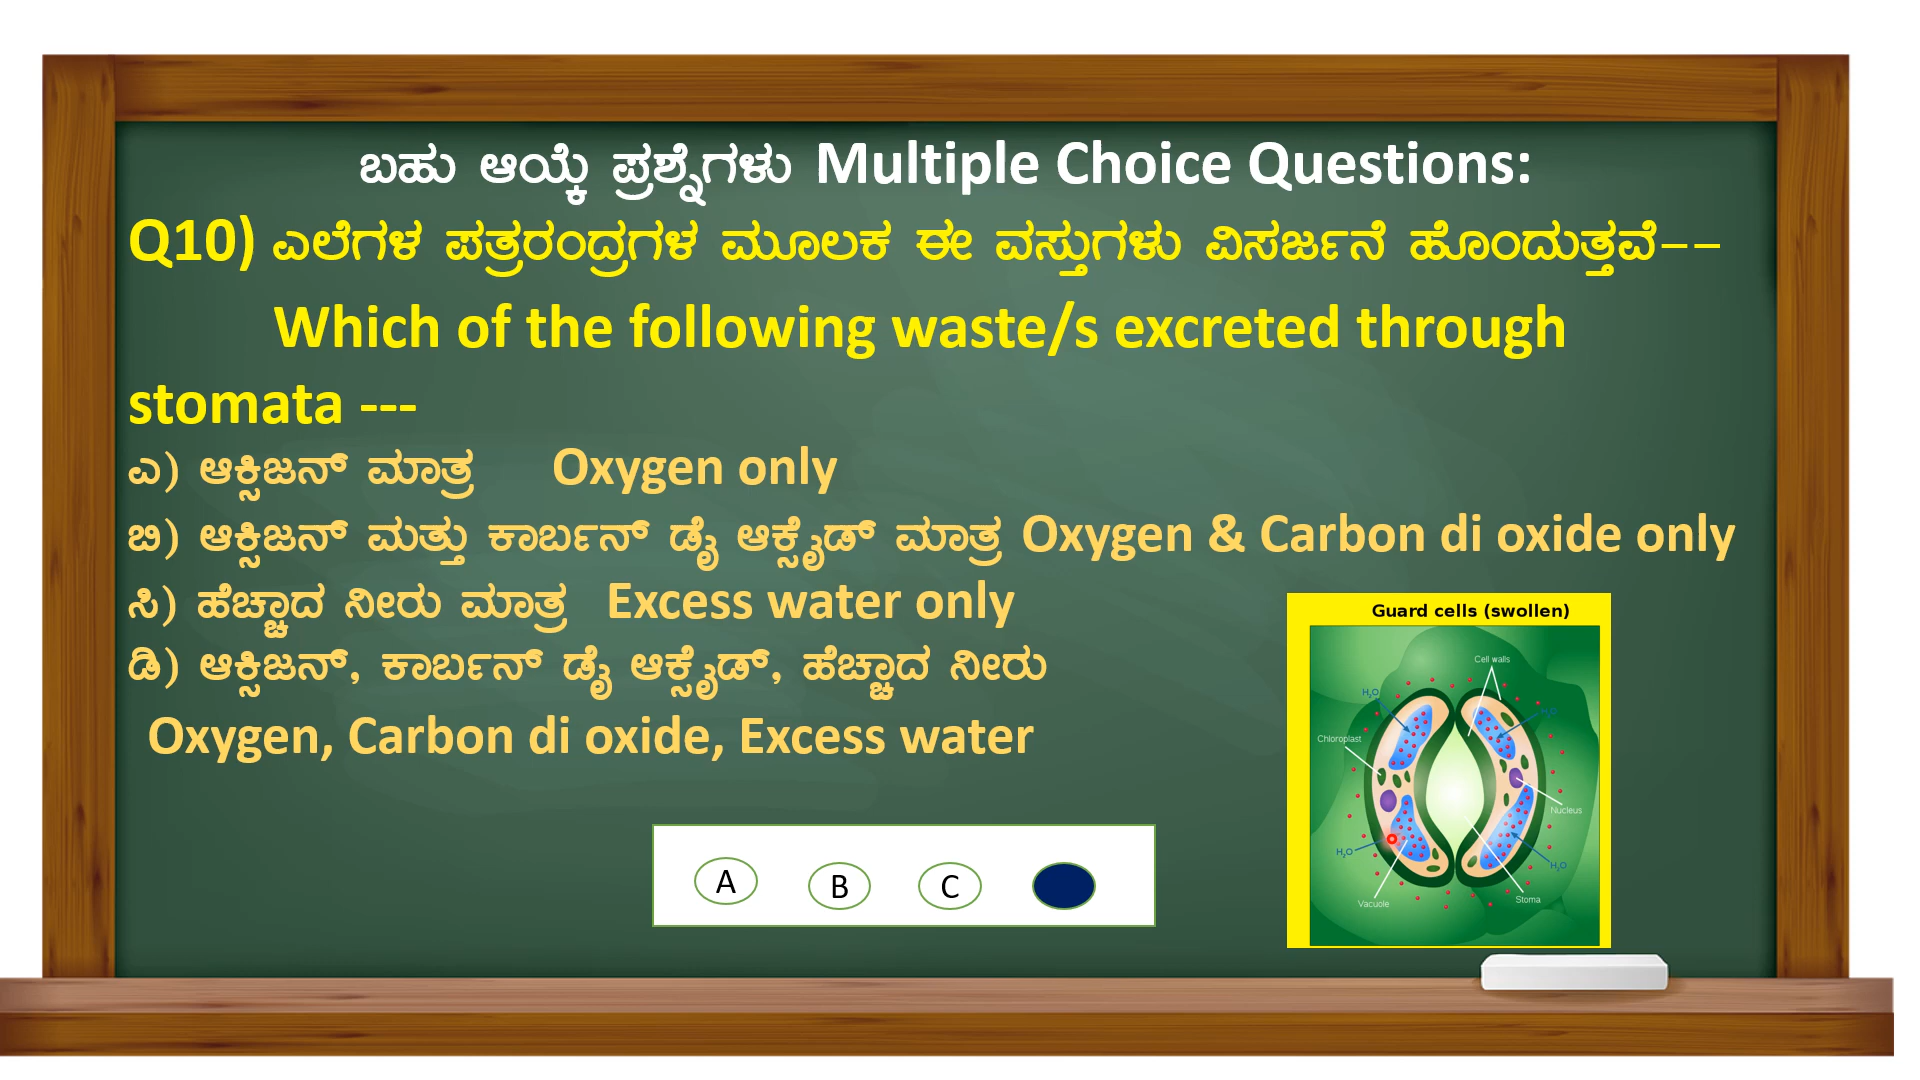 ಬಹು ಆಯ್ಕೆ ಪ್ರಶ್ನೆಗಳು Multiple Choice Questions:
Q10) ಎಲೆಗಳ ಪತ್ರರಂಧ್ರಗಳ ಮೂಲಕ ಈ ವಸ್ತುಗಳು ವಿಸರ್ಜನೆ ಹೊಂದುತ್ತವೆ--
Which of the following waste/s excreted through
stomata ---
ಎ) ಆಕ್ಸಿಜನ್ ಮಾತ್ರ Oxygen only
ಬಿ) ಆಕ್ಸಿಜನ್ ಮತ್ತು ಕಾರ್ಬನ್ ಡೈ ಆಕ್ಸೈಡ್ ಮಾತ್ರ Oxygen & Carbon di oxide only
ಸಿ) ಹೆಚ್ಚಾದ ನೀರು ಮಾತ್ರ Excess water only
ಡಿ) ಆಕ್ಸಿಜನ್, ಕಾರ್ಬನ್ ಡೈ ಆಕ್ಸೈಡ್, ಹೆಚ್ಚಾದ ನೀರು
Oxygen, Carbon di oxide, Excess water
A B C
Guard cells (swollen)
Cell walls
H₂O
H₂O
Chloroplast
Nucleus
H₂O
H₂O
Vacuole
Stoma